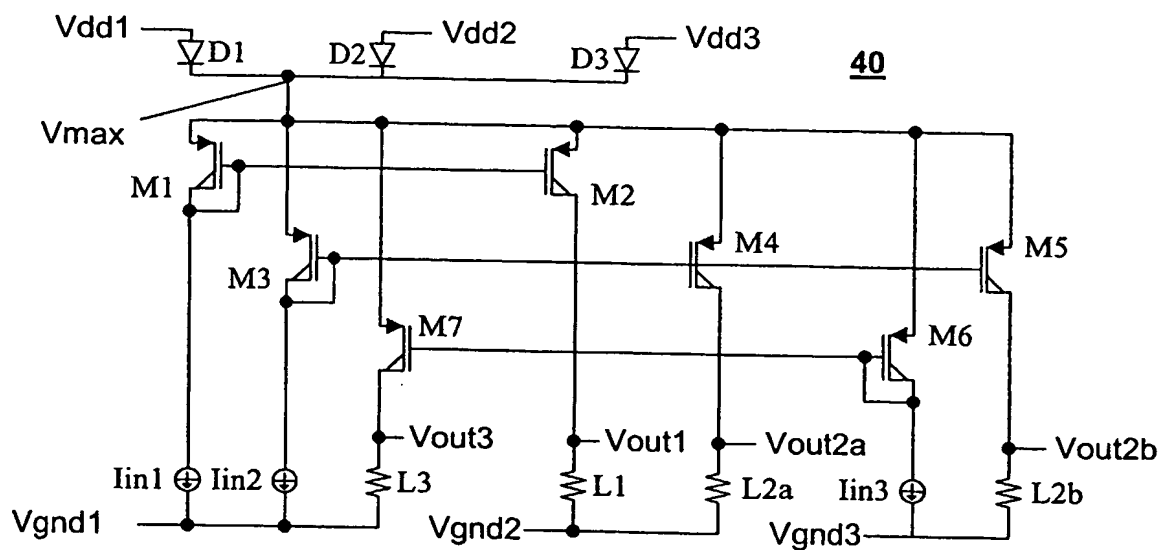 Vdd1
D1
D2
Vdd2
D3
Vdd3
40
Vmax
M1
M2
M3
M4
M5
M7
M6
Vout3
Vout1
Vout2a
Vout2b
Iin1
Iin2
L3
L1
L2a
Iin3
L2b
Vgnd1
Vgnd2
Vgnd3